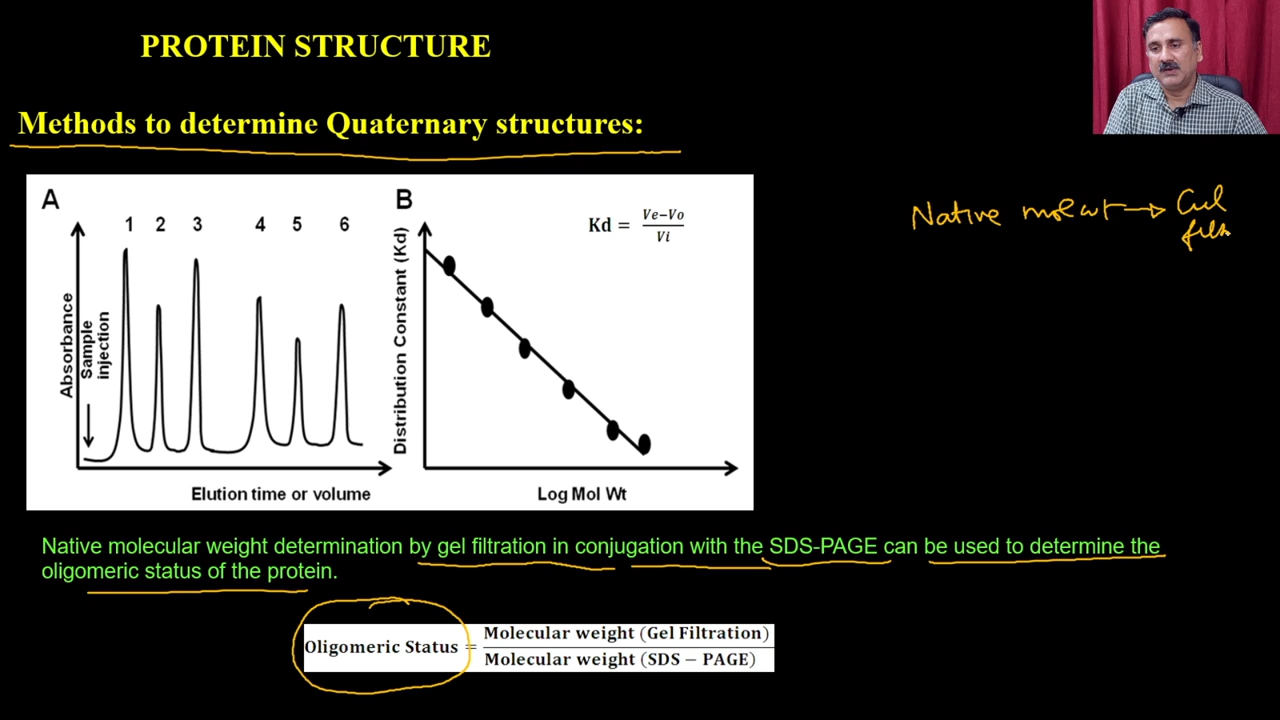 PROTEIN STRUCTURE
Methods to determine Quaternary structures:
A
1 2 3 4 5 6
Absorbance
Sample
injection
Elution time or volume
B
Kd = Ve−Vo
Vi
Distribution Constant (Kd)
Log Mol Wt
Native mol wt → Gel
Native molecular weight determination by gel filtration in conjugation with the SDS-PAGE can be used to determine the
oligomeric status of the protein.
Oligomeric Status = Molecular weight (Gel Filtration)
Molecular weight (SDS − PAGE)